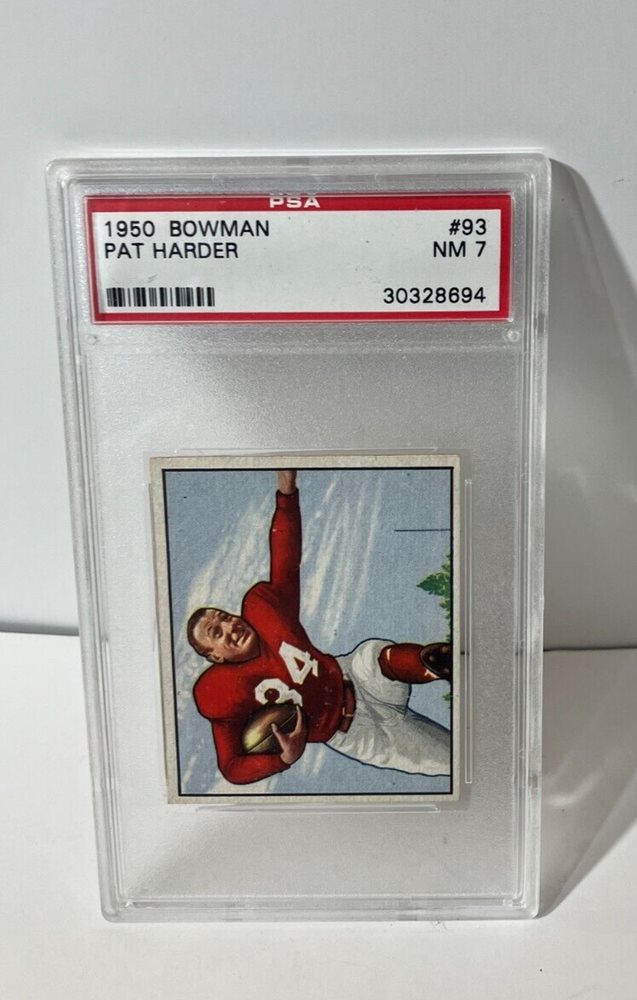 PSA
1950 BOWMAN #93
PAT HARDER NM 7
30328694
34